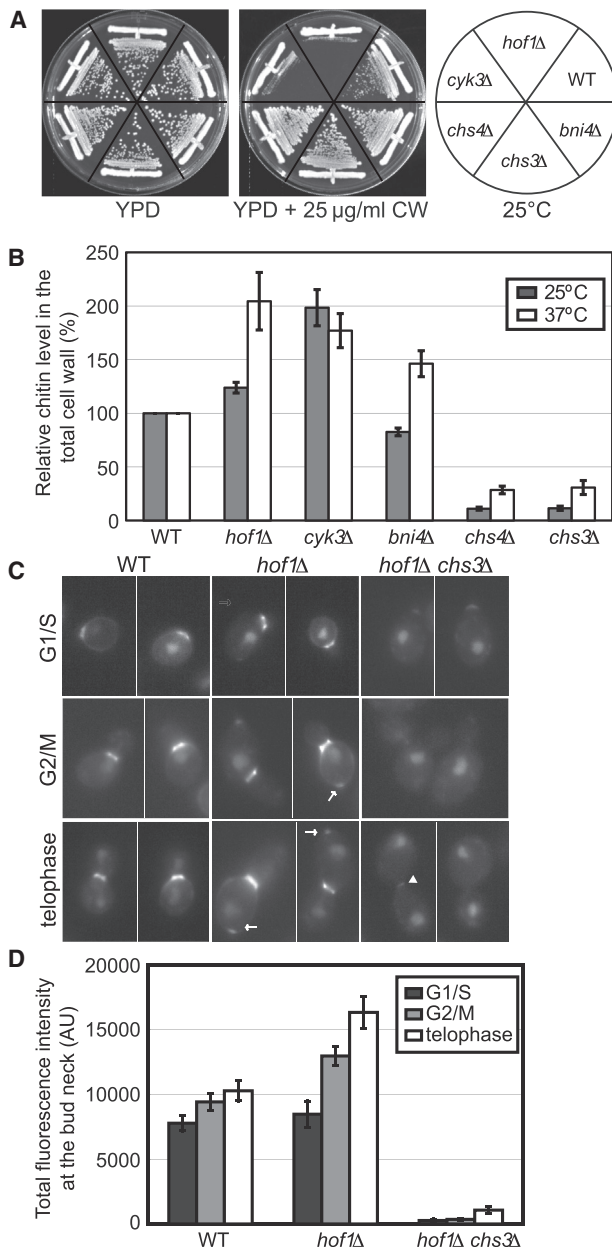 A
YPD
YPD + 25 µg/ml CW
hof1Δ
cyk3Δ
WT
chs4Δ
bni4Δ
chs3Δ
25°C
B
Relative chitin level in the
total cell wall (%)
250
200
150
100
50
0
25ºC
37ºC
WT
hof1Δ
cyk3Δ
bni4Δ
chs4Δ
chs3Δ
C
WT
hof1Δ
hof1Δ chs3Δ
G1/S
G2/M
telophase
D
Total fluorescence intensity
at the bud neck (AU)
20000
15000
10000
5000
0
G1/S
G2/M
telophase
WT
hof1Δ
hof1Δ chs3Δ